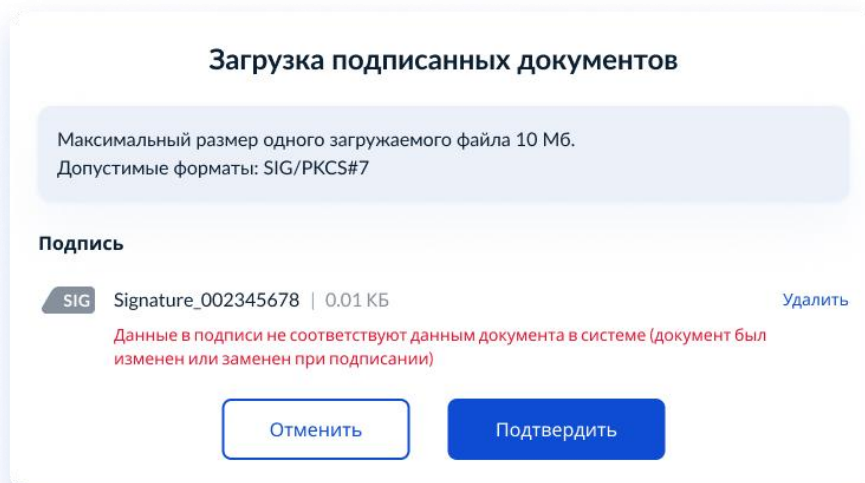 Загрузка подписанных документов
Максимальный размер одного загружаемого файла 10 Мб.
Допустимые форматы: SIG/PKCS#7
Подпись
SIG Signature_002345678 | 0.01 КБ Удалить
Данные в подписи не соответствуют данным документа в системе (документ был
изменен или заменен при подписании)
Отменить Подтвердить